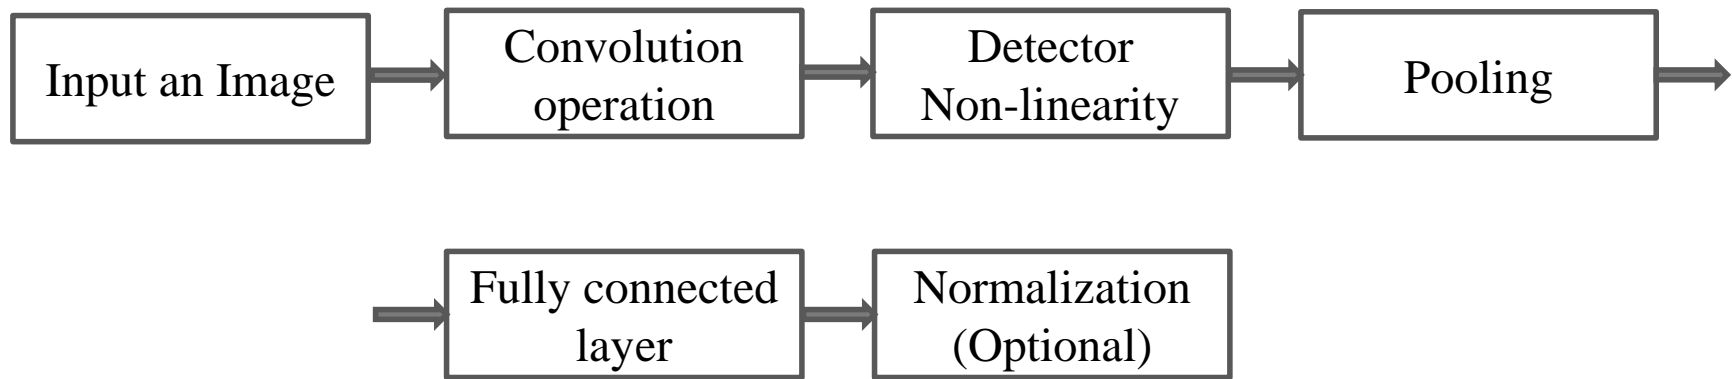 Input an Image
Convolution
operation
Detector
Non-linearity
Pooling
Fully connected
layer
Normalization
(Optional)